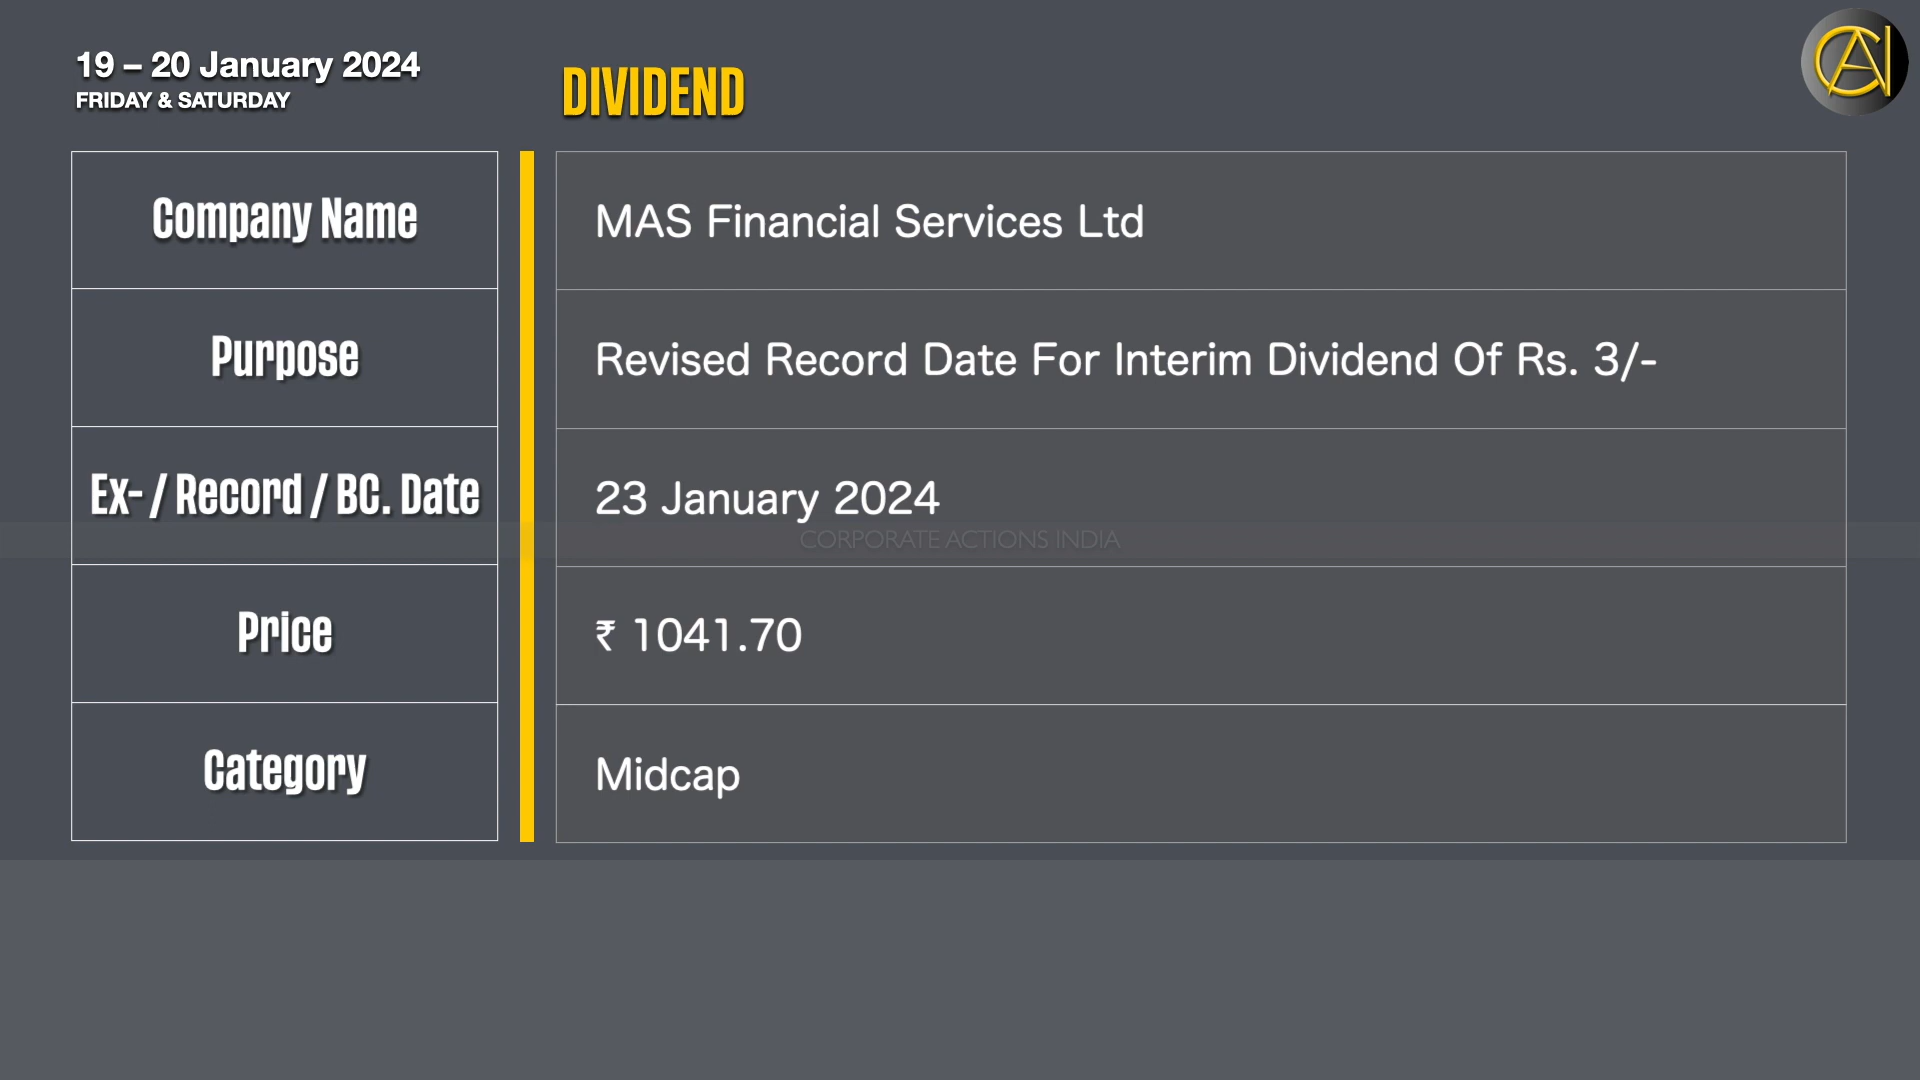 19 – 20 January 2024
FRIDAY & SATURDAY
DIVIDEND
CAI
Company Name
MAS Financial Services Ltd
Purpose
Revised Record Date For Interim Dividend Of Rs. 3/-
Ex- / Record / BC. Date
23 January 2024
CORPORATE ACTIONS INDIA
Price
₹ 1041.70
Category
Midcap